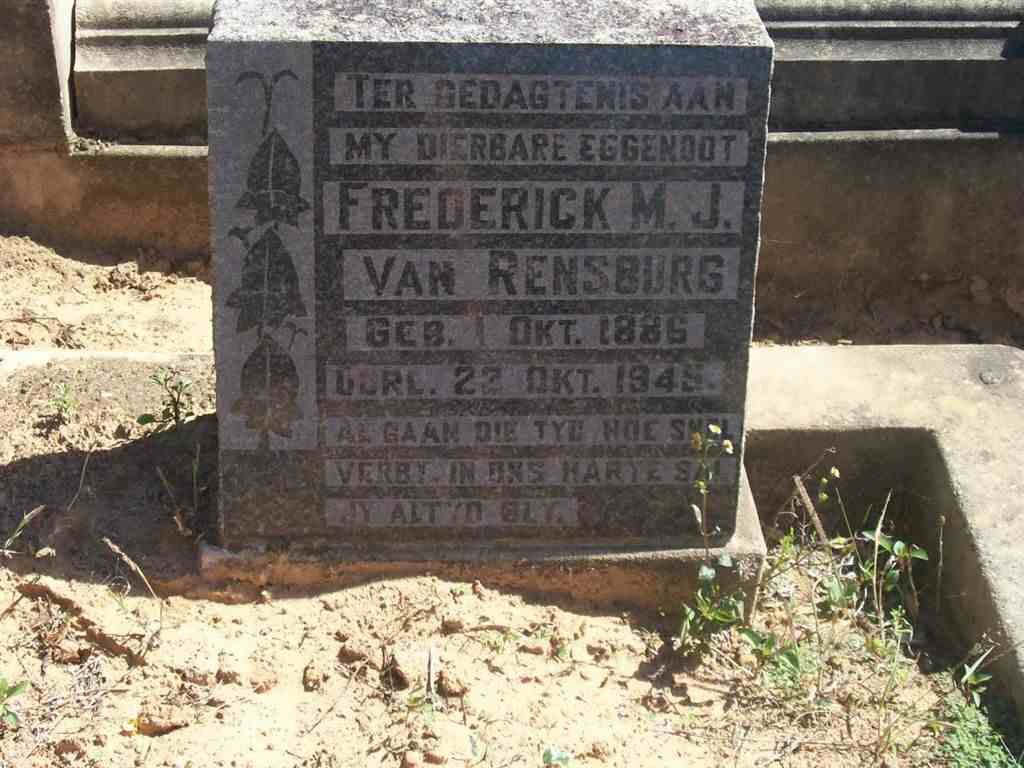 TER GEDAGTENIS AAN
MY DIERBARE EGGENOOT
FREDERICK M. J.
VAN RENSBURG
GEB. 1 OKT. 1886
OORL. 22 OKT. 1945.
AL GAAN DIE TYD HOE SNEL
VERBY. IN ONS HARTE SAL
JY ALTYD BLY.